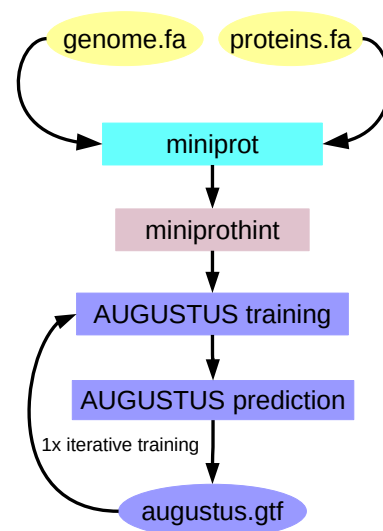 genome.fa
proteins.fa
miniprot
miniprothint
AUGUSTUS training
AUGUSTUS prediction
1x iterative training
augustus.gtf